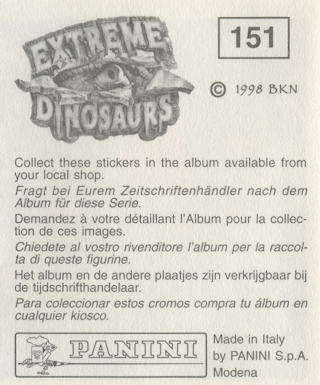 EXTREME
DINOSAURS
151
© 1998 BKN
Collect these stickers in the album available from
your local shop.
Fragt bei Eurem Zeitschriftenhändler nach dem
Album für diese Serie.
Demandez à votre détaillant l'Album pour la collec-
tion de ces images.
Chiedete al vostro rivenditore l'album per la raccol-
ta di queste figurine.
Het album en de andere plaatjes zijn verkrijgbaar bij
de tijdschrifthandelaar.
Para coleccionar estos cromos compra tu álbum en
cualquier kiosco.
PANINI
Made in Italy
by PANINI S.p.A.
Modena